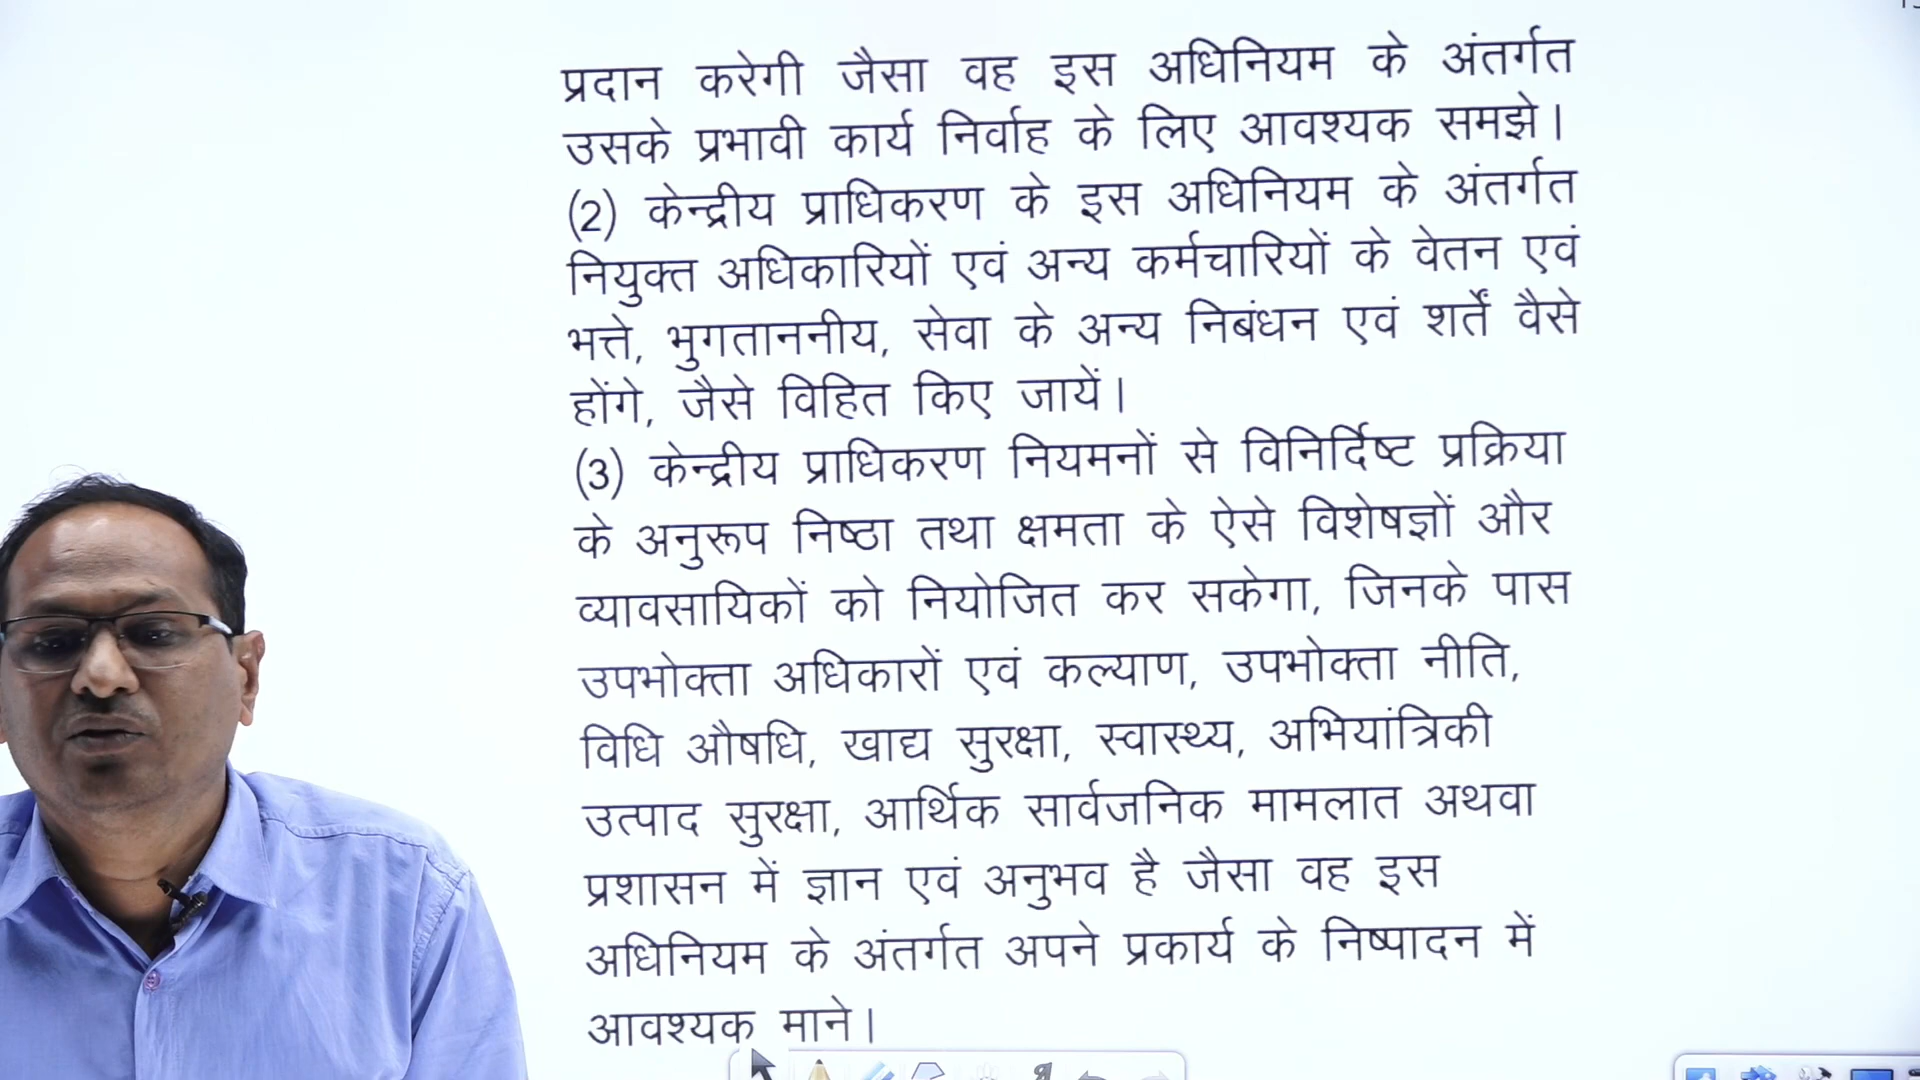 प्रदान करेगी जैसा वह इस अधिनियम के अंतर्गत
उसके प्रभावी कार्य निर्वाह के लिए आवश्यक समझे।
(2) केन्द्रीय प्राधिकरण के इस अधिनियम के अंतर्गत
नियुक्त अधिकारियों एवं अन्य कर्मचारियों के वेतन एवं
भत्ते, भुगताननीय, सेवा के अन्य निबंधन एवं शर्तें वैसे
होंगे, जैसे विहित किए जायें।
(3) केन्द्रीय प्राधिकरण नियमनों से विनिर्दिष्ट प्रक्रिया
के अनुरूप निष्ठा तथा क्षमता के ऐसे विशेषज्ञों और
व्यावसायिकों को नियोजित कर सकेगा, जिनके पास
उपभोक्ता अधिकारों एवं कल्याण, उपभोक्ता नीति,
विधि औषधि, खाद्य सुरक्षा, स्वास्थ्य, अभियांत्रिकी
उत्पाद सुरक्षा, आर्थिक सार्वजनिक मामलात अथवा
प्रशासन में ज्ञान एवं अनुभव है जैसा वह इस
अधिनियम के अंतर्गत अपने प्रकार्य के निष्पादन में
आवश्यक माने।